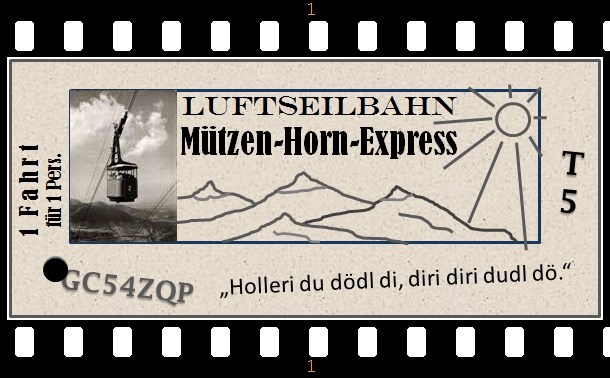 1
LUFTSEILBAHN
Mützen-Horn-Express
1 Fahrt
für 1 Pers.
T
5
GC54ZQP
„Holleri du dödl di, diri diri dudl dö.“
1